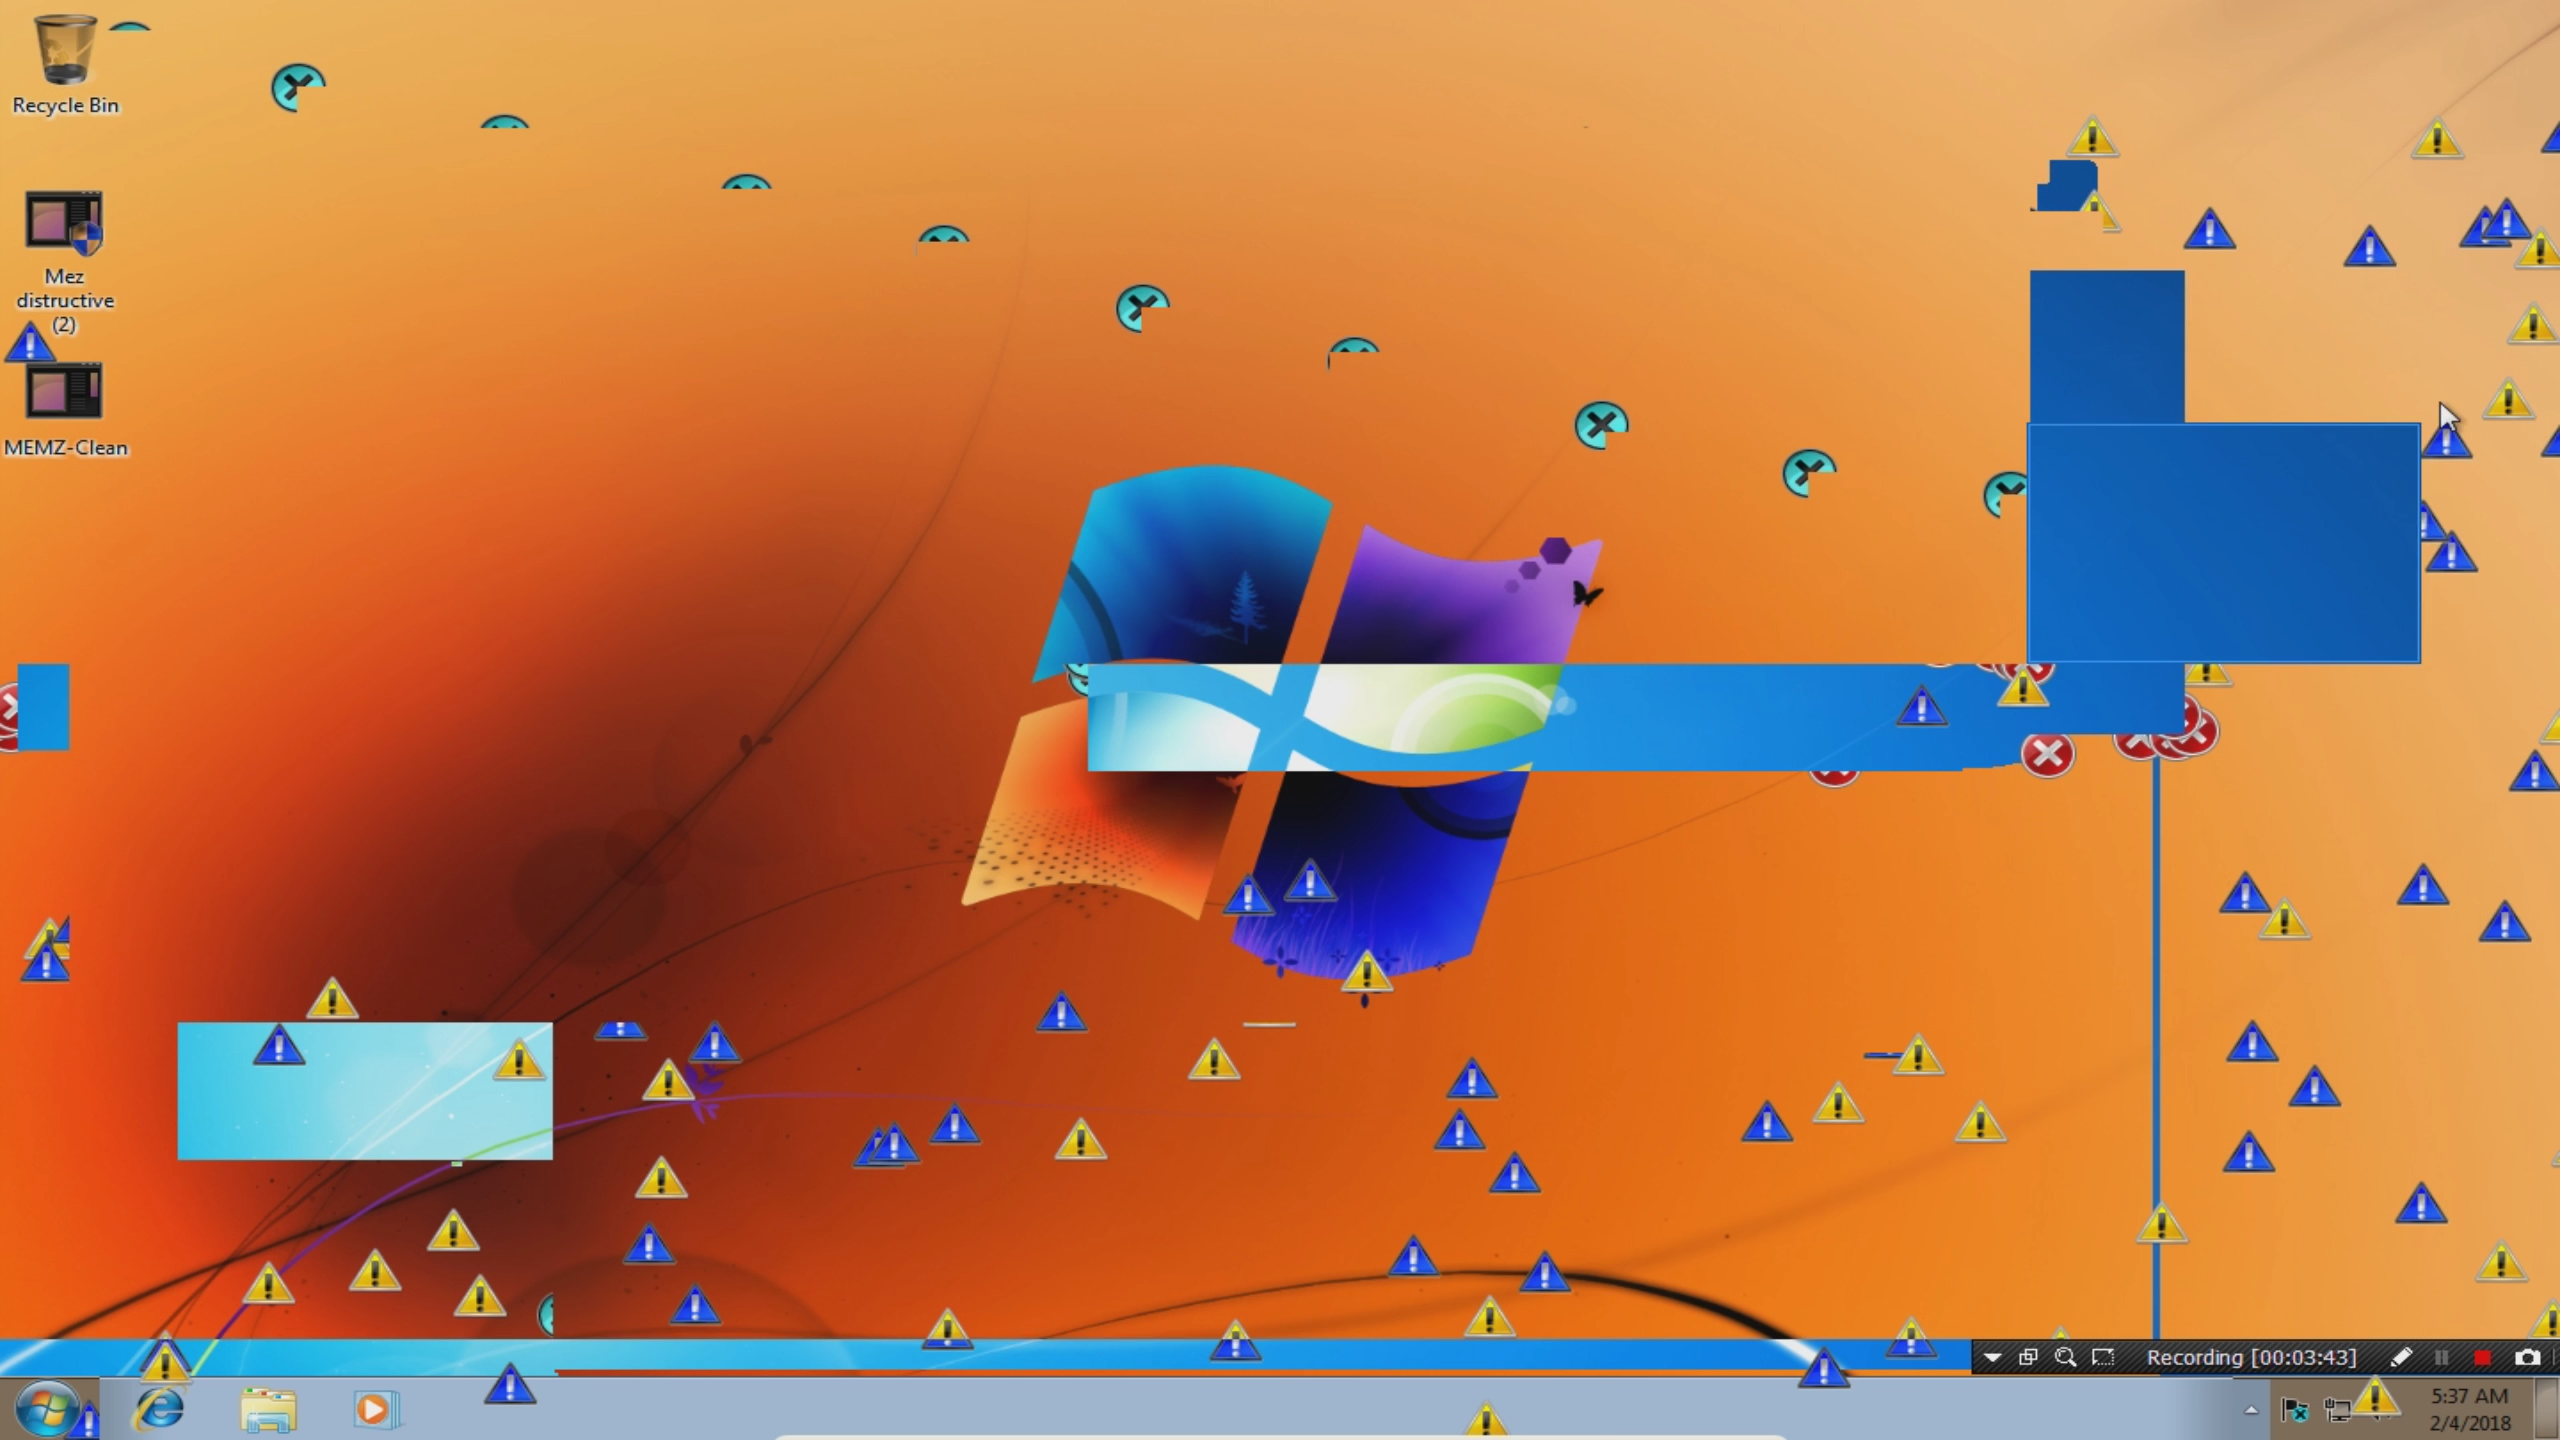 Recycle Bin
Mez
distructive
(2)
MEMZ-Clean
Recording [00:03:43]
5:37 AM
2/4/2018